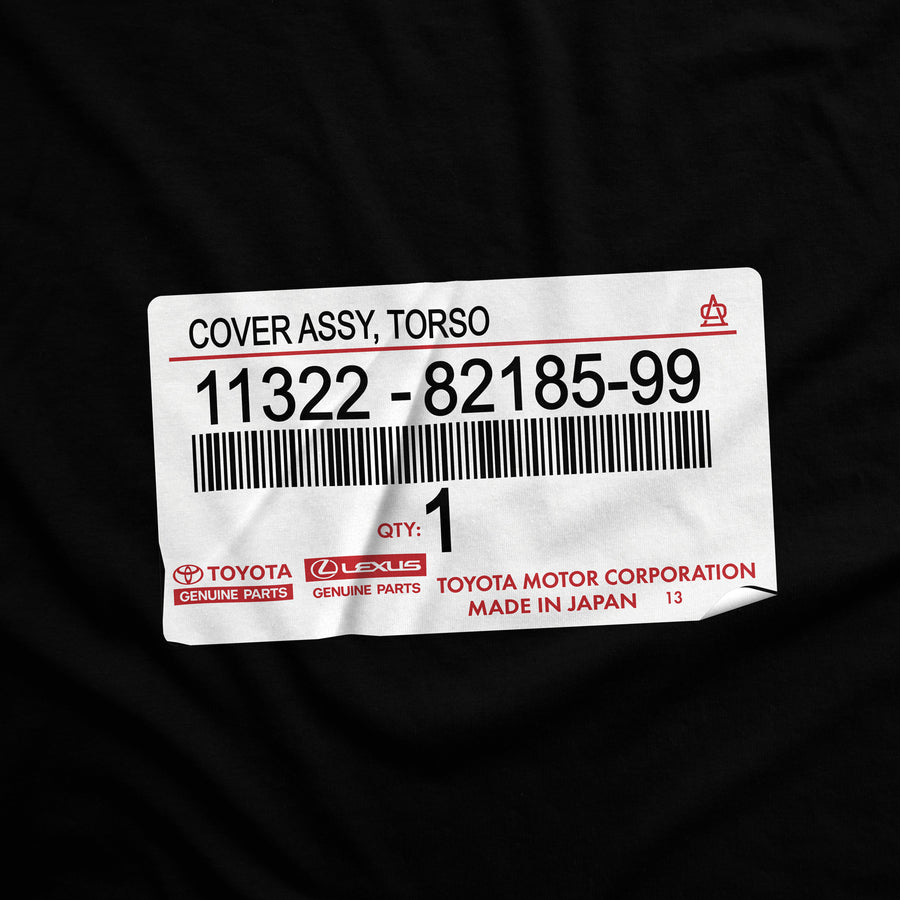 COVER ASSY, TORSO
11322 -82185-99
QTY: 1
TOYOTA
GENUINE PARTS
LEXUS
GENUINE PARTS
TOYOTA MOTOR CORPORATION
MADE IN JAPAN 13